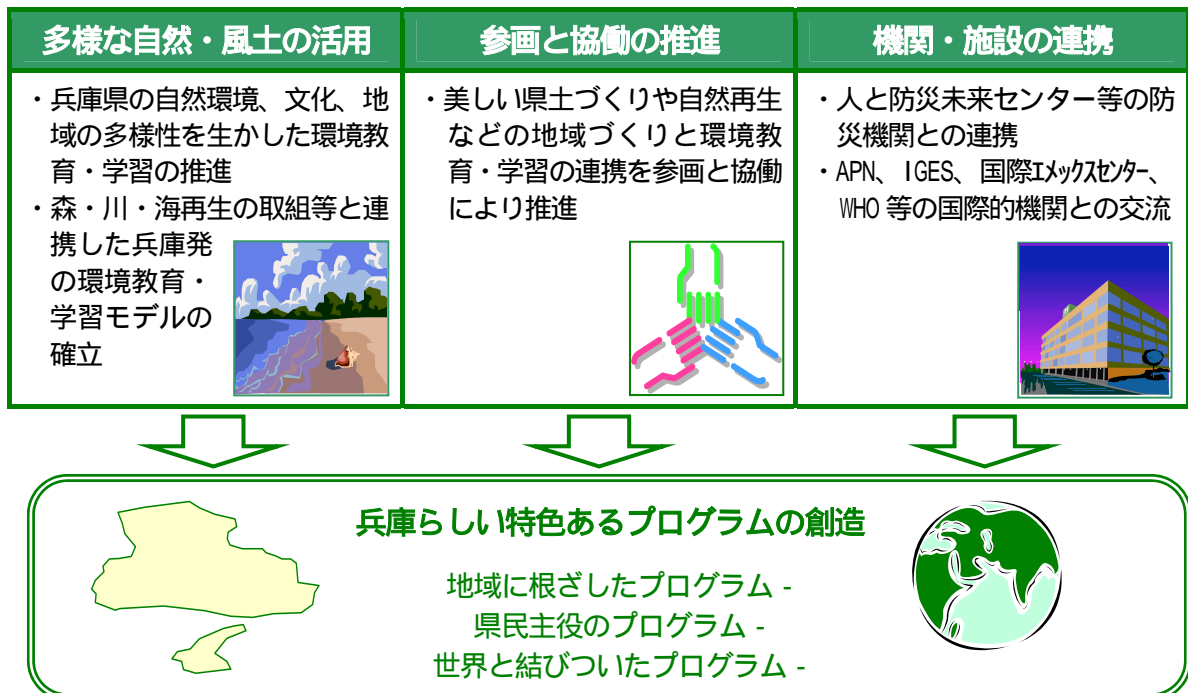 多様な自然・風土の活用
・兵庫県の自然環境、文化、地
域の多様性を生かした環境教
育・学習の推進
・森・川・海再生の取組等と連
携した兵庫発
の環境教育・
学習モデルの
確立
参画と協働の推進
・美しい県土づくりや自然再生
などの地域づくりと環境教
育・学習の連携を参画と協働
により推進
機関・施設の連携
・人と防災未来センター等の防
災機関との連携
・APN、IGES、国際ｴﾒｯｸｽｾﾝﾀｰ、
WHO 等の国際的機関との交流
兵庫らしい特色あるプログラムの創造
地域に根ざしたプログラム -
県民主役のプログラム -
世界と結びついたプログラム -